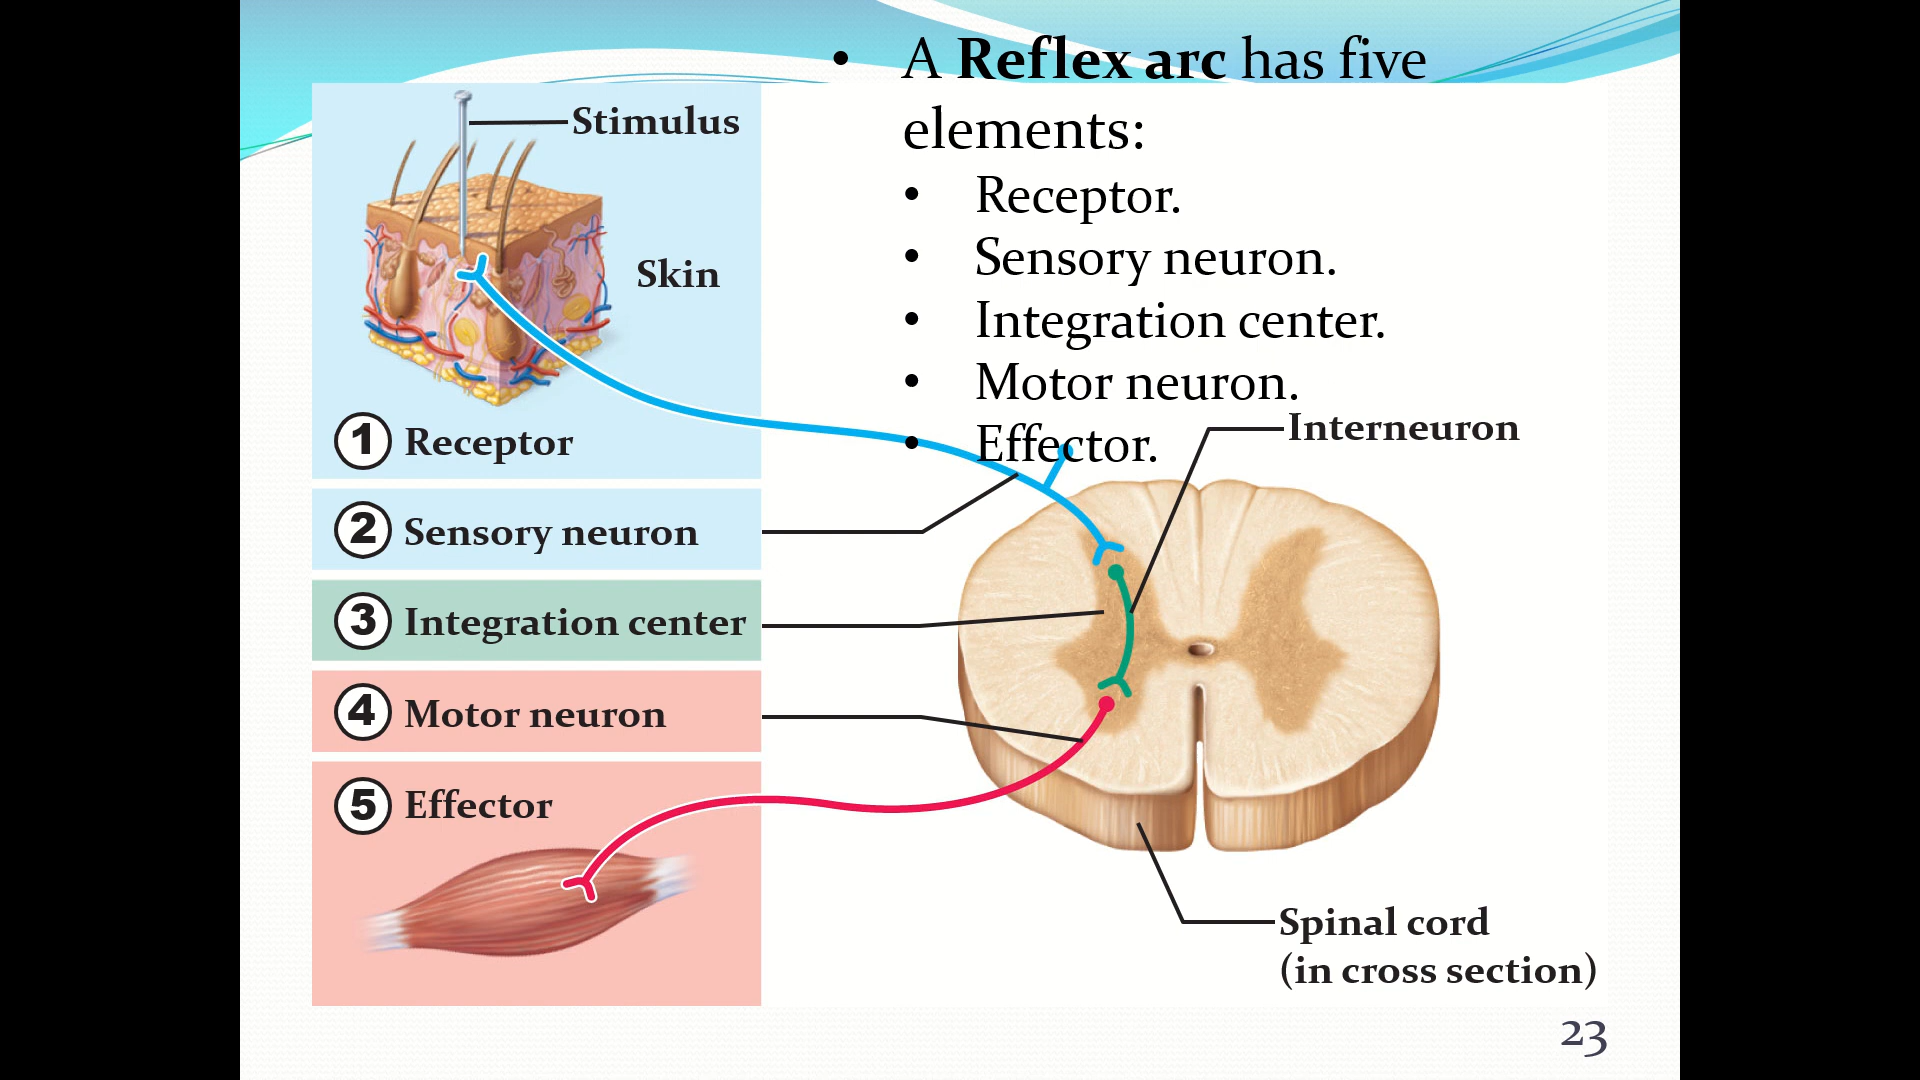 • A Reflex arc has five
elements:
• Receptor.
• Sensory neuron.
• Integration center.
• Motor neuron.
• Effector.
Stimulus
Skin
1 Receptor
2 Sensory neuron
3 Integration center
4 Motor neuron
5 Effector
Interneuron
Spinal cord
(in cross section)
23